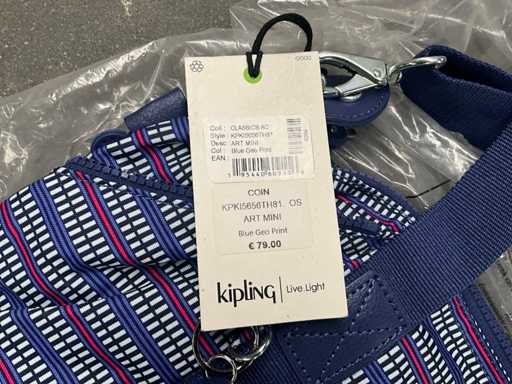 Coll : CLASSICS AC
Style : KPKI5656TH81
Desc : ART MINI
Col : Blue Geo Print
EAN :
COIN
KPKI5656TH81. OS
ART MINI
Blue Geo Print
€ 79.00
kipling Live.Light